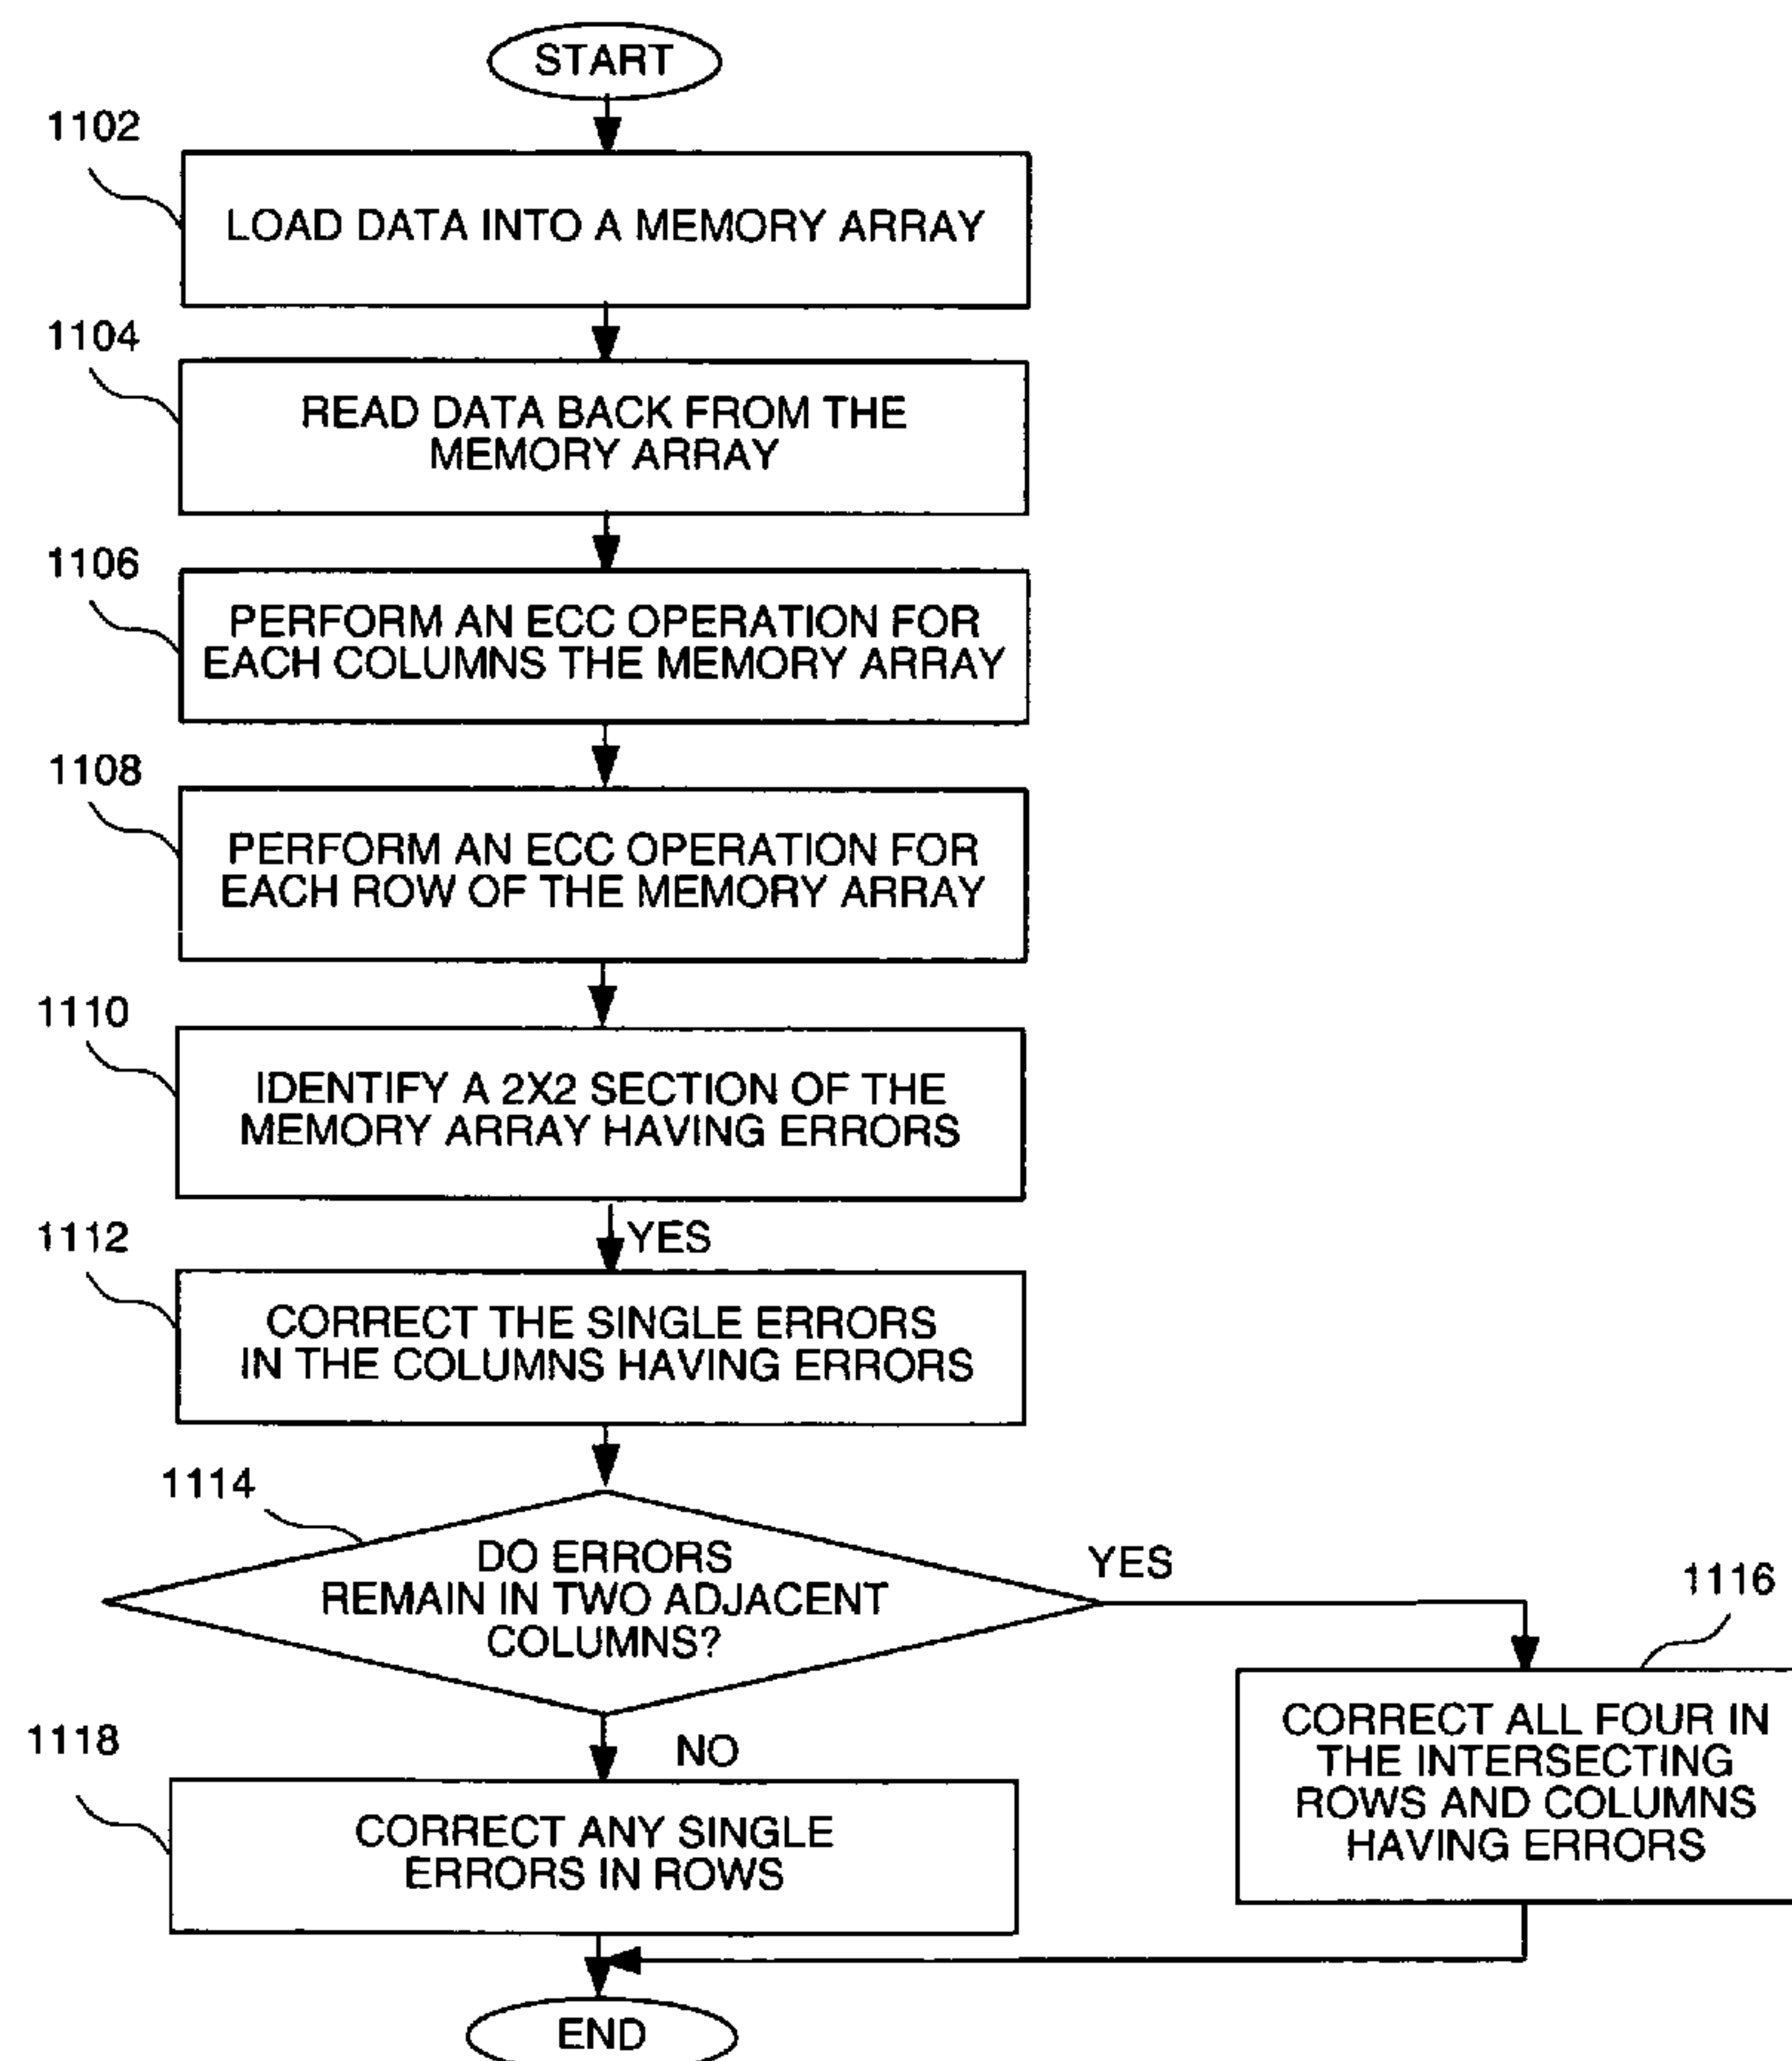 START
1102
LOAD DATA INTO A MEMORY ARRAY
1104
READ DATA BACK FROM THE
MEMORY ARRAY
1106
PERFORM AN ECC OPERATION FOR
EACH COLUMNS THE MEMORY ARRAY
1108
PERFORM AN ECC OPERATION FOR
EACH ROW OF THE MEMORY ARRAY
1110
IDENTIFY A 2X2 SECTION OF THE
MEMORY ARRAY HAVING ERRORS
YES
1112
CORRECT THE SINGLE ERRORS
IN THE COLUMNS HAVING ERRORS
1114
DO ERRORS
REMAIN IN TWO ADJACENT
COLUMNS?
YES
1116
CORRECT ALL FOUR IN
THE INTERSECTING
ROWS AND COLUMNS
HAVING ERRORS
NO
1118
CORRECT ANY SINGLE
ERRORS IN ROWS
END